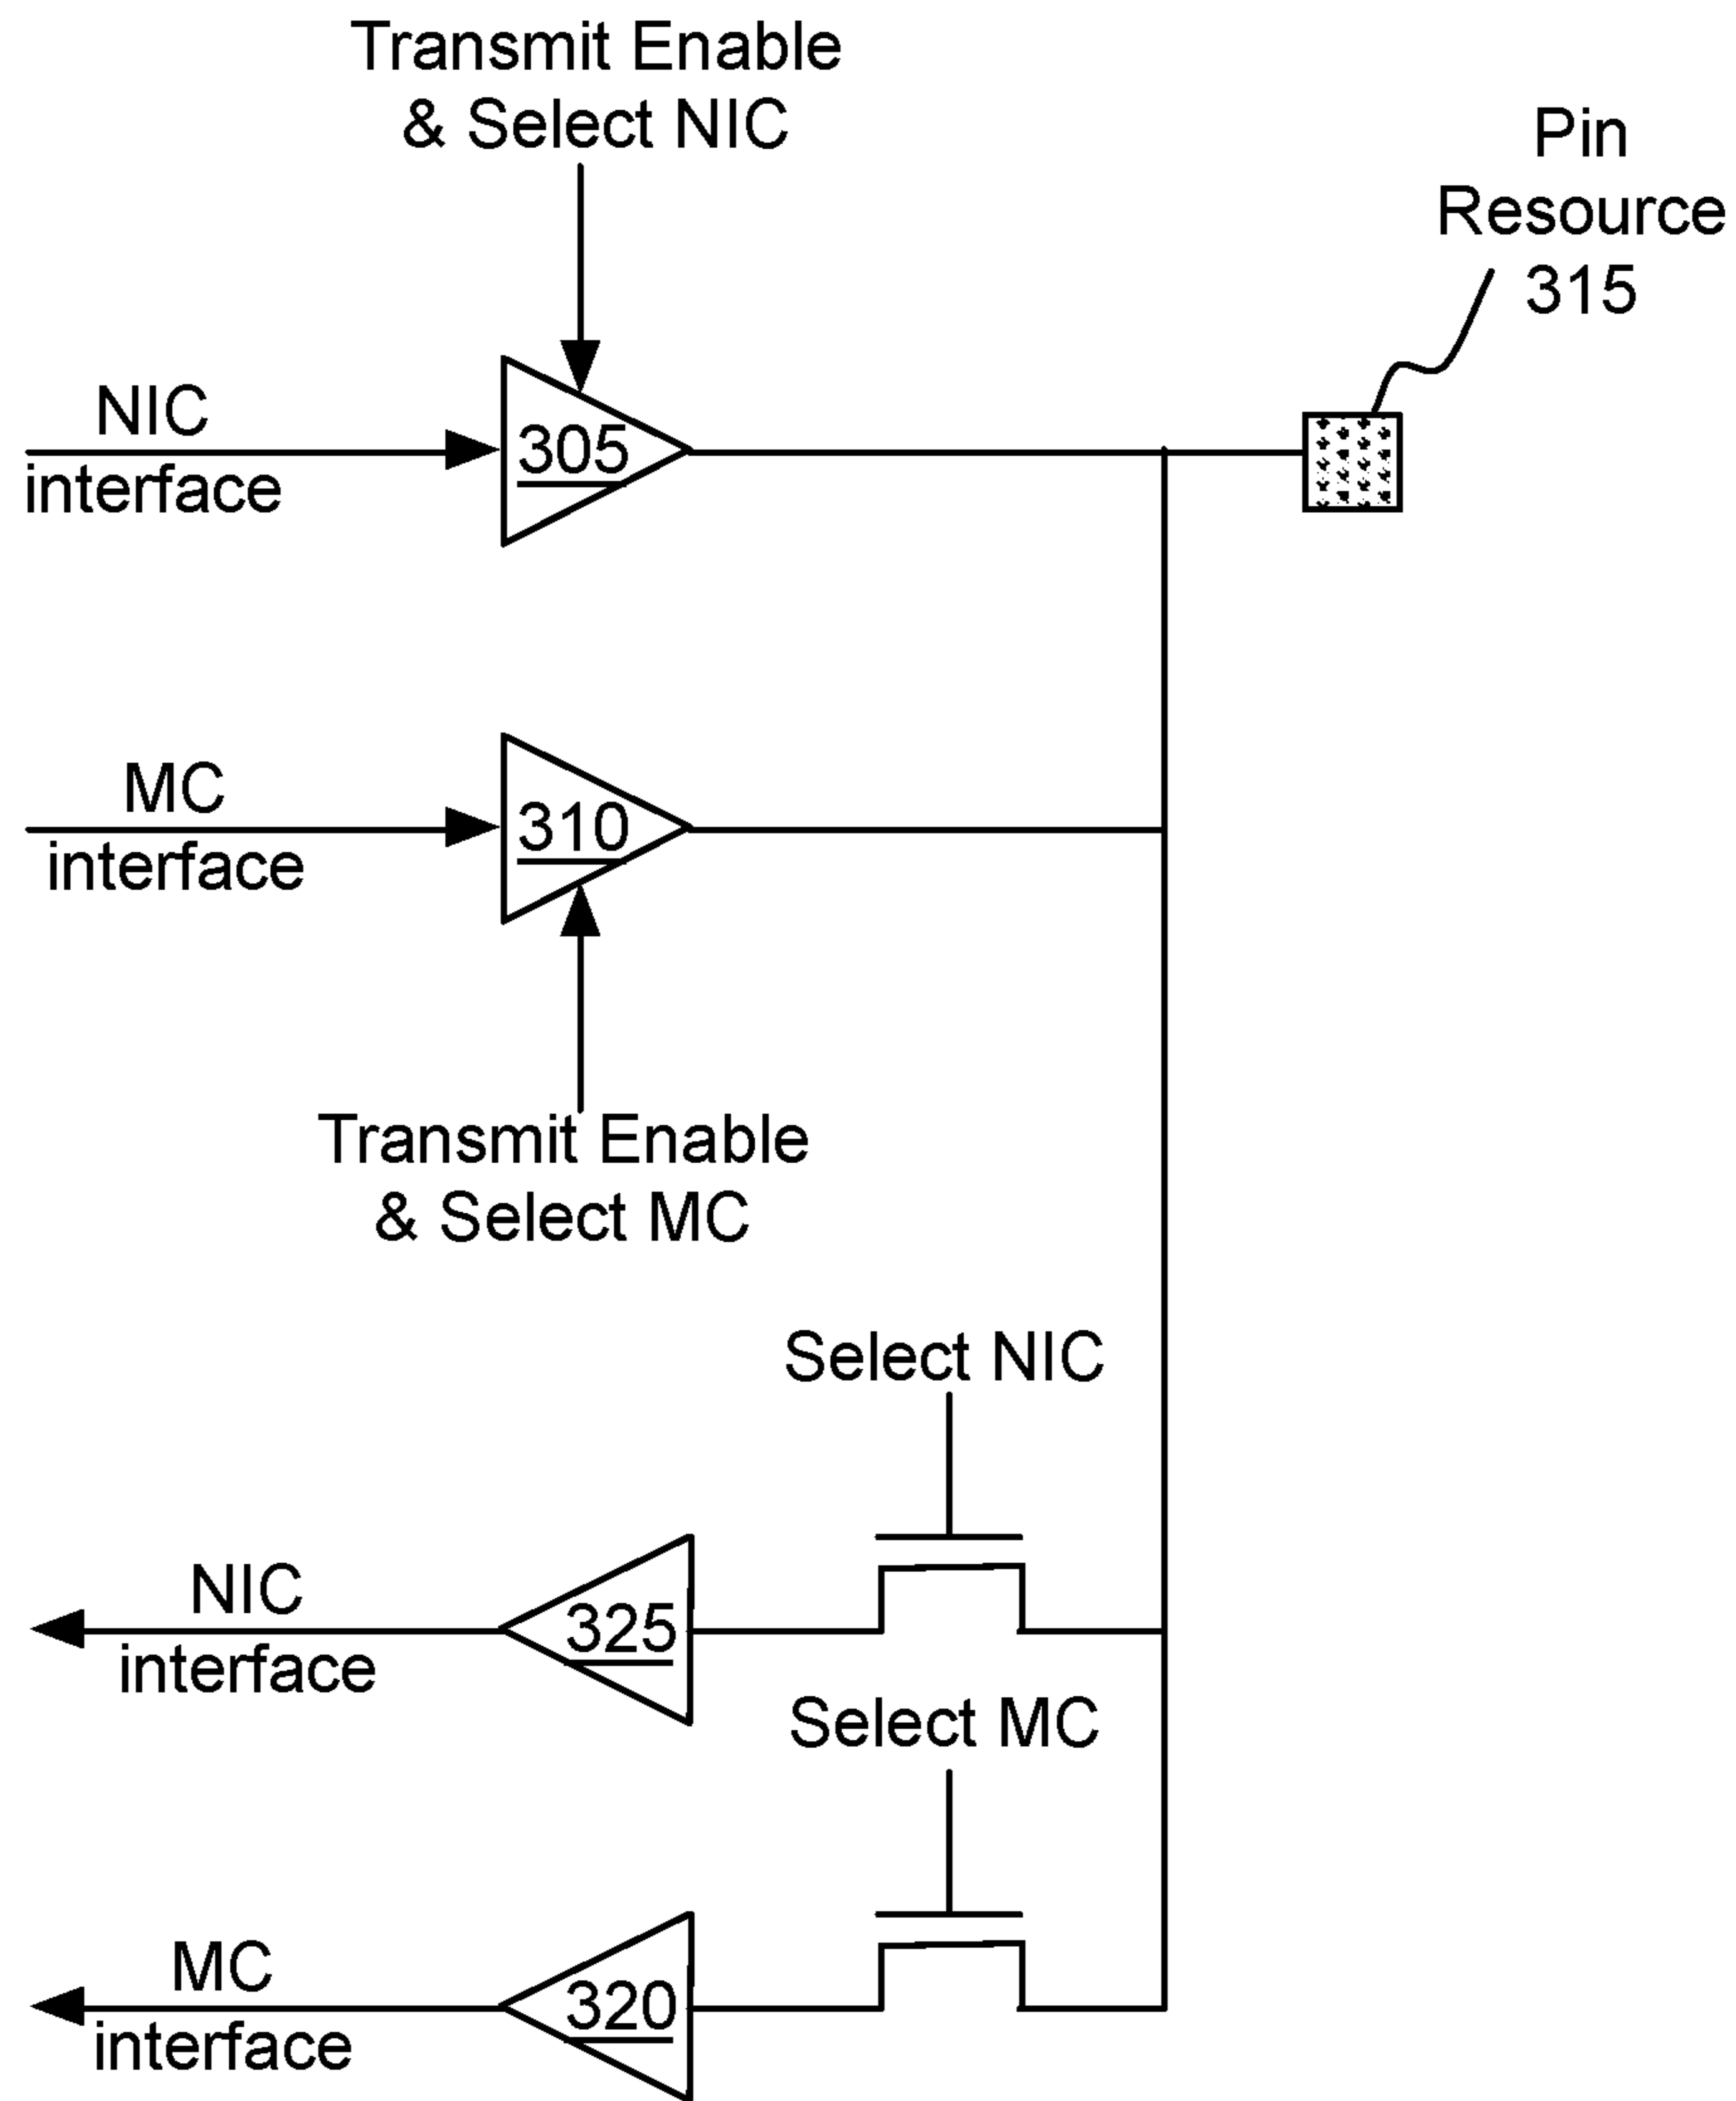 Transmit Enable
& Select NIC
Pin
Resource
315
NIC
interface
305
MC
interface
310
Transmit Enable
& Select MC
Select NIC
NIC
interface
325
Select MC
MC
interface
320